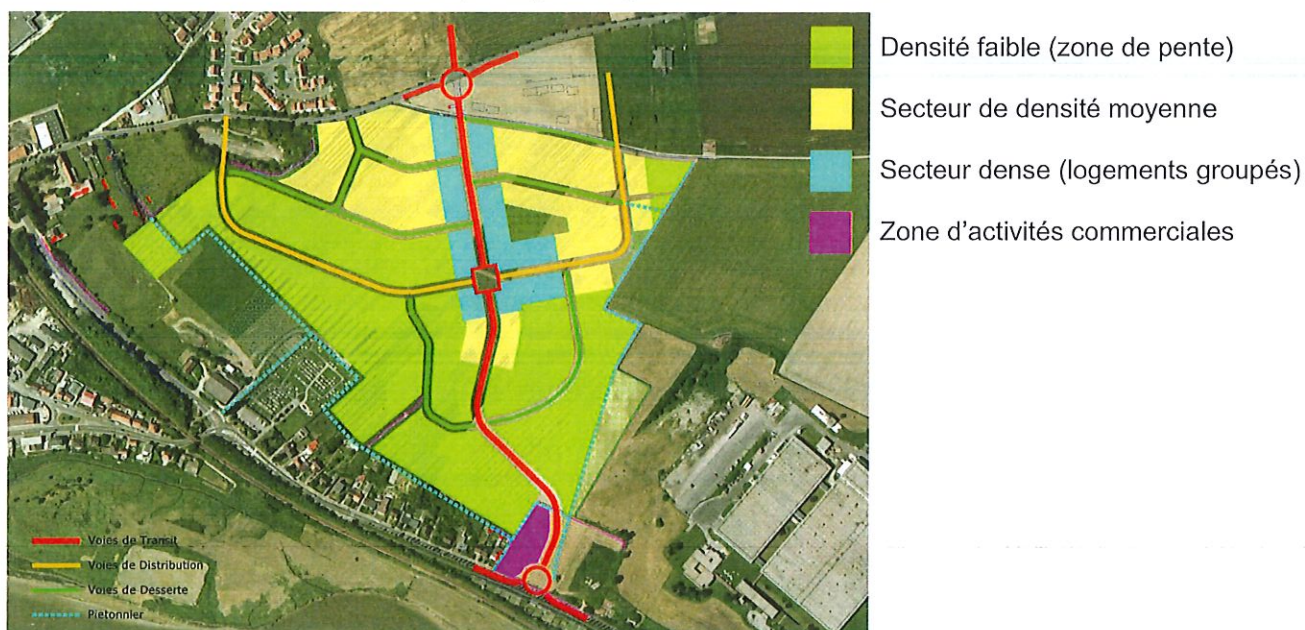 Densité faible (zone de pente)
Secteur de densité moyenne
Secteur dense (logements groupés)
Zone d'activités commerciales
Voies de Transit
Voies de Distribution
Voies de Désserte
Pietonnier